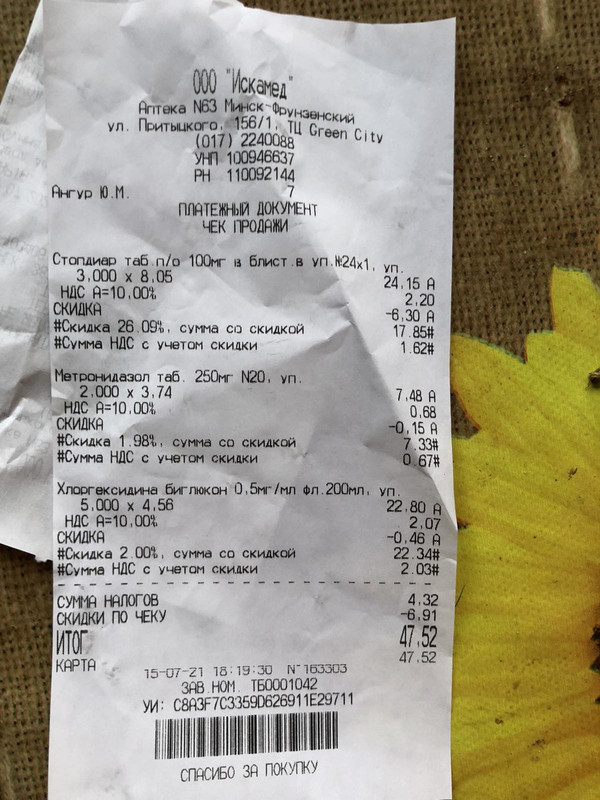 ООО "Искамед"
Аптека N63 Минск-Фрунзенский
ул. Притыцкого, 156/1, ТЦ Green City
(017) 2240088
УНП 100946637
РН 110092144
Ангур Ю.М. 7
ПЛАТЕЖНЫЙ ДОКУМЕНТ
ЧЕК ПРОДАЖИ
Стопдиар таб.п/о 100мг в блист.в уп.№24х1, уп.
3,000 x 8,05 24,15 А
НДС А=10,00% 2,20
СКИДКА -6,30 А
#Скидка 26.09%, сумма со скидкой 17.85#
#Сумма НДС с учетом скидки 1.62#
Метронидазол таб. 250мг N20, уп.
2,000 x 3,74 7,48 А
НДС А=10,00% 0,68
СКИДКА -0,15 А
#Скидка 1.98%, сумма со скидкой 7.33#
#Сумма НДС с учетом скидки 0.67#
Хлоргексидина биглюкон 0,5мг/мл фл.200мл, уп.
5,000 x 4,56 22,80 А
НДС А=10,00% 2,07
СКИДКА -0,46 А
#Скидка 2.00%, сумма со скидкой 22.34#
#Сумма НДС с учетом скидки 2.03#
СУММА НАЛОГОВ 4,32
СКИДКИ ПО ЧЕКУ -6,91
ИТОГ 47,52
КАРТА 47,52
15-07-21 18:19:30 N°163303
ЗАВ.НОМ. ТБ0001042
УИ: C8A3F7C3359D626911E29711
СПАСИБО ЗА ПОКУПКУ